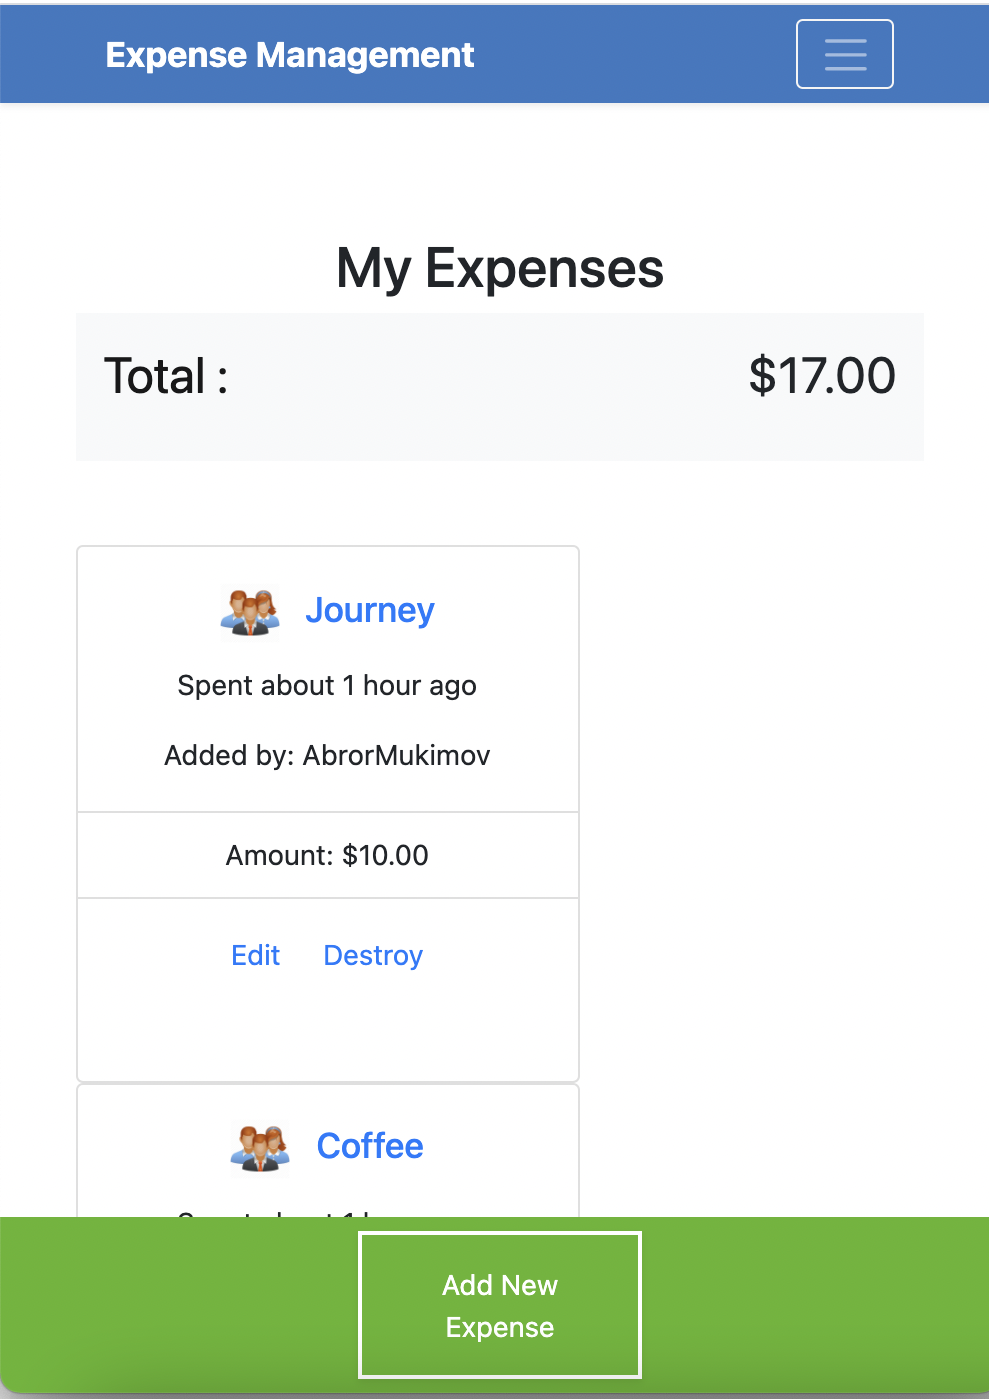 Expense Management
My Expenses
Total : $17.00
Journey
Spent about 1 hour ago
Added by: AbrorMukimov
Amount: $10.00
Edit Destroy
Coffee
Add New
Expense